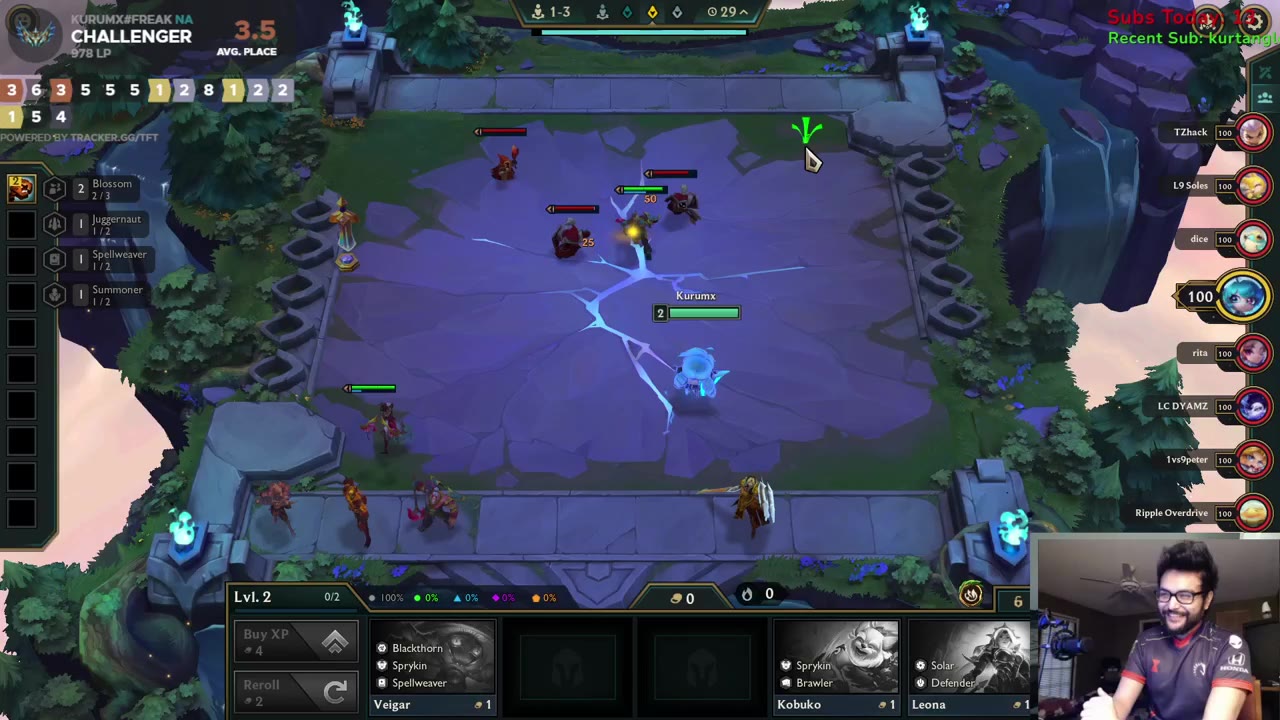 KURUMX#FREAK NA
CHALLENGER
978 LP
3.5
AVG. PLACE
3 6 3 5 5 5 1 2 8 1 2 2
1 5 4
POWERED BY TRACKER.GG/TFT
1-3
29
Subs Today: 13
Recent Sub: kurtangl
2
2 Blossom
2 / 3
1 Juggernaut
1 / 2
1 Spellweaver
1 / 2
1 Summoner
1 / 2
50
25
Kurumx
2
TZhack 100
L9 Soles 100
dice 100
100
rita 100
LC DYAMZ 100
1vs9peter 100
Ripple Overdrive 100
Lvl. 2 0/2
100% 0% 0% 0% 0%
0
0
6
Buy XP
4
Reroll
2
Blackthorn
Sprykin
Spellweaver
Veigar 1
Sprykin
Brawler
Kobuko 1
Solar
Defender
Leona 1
HONDA